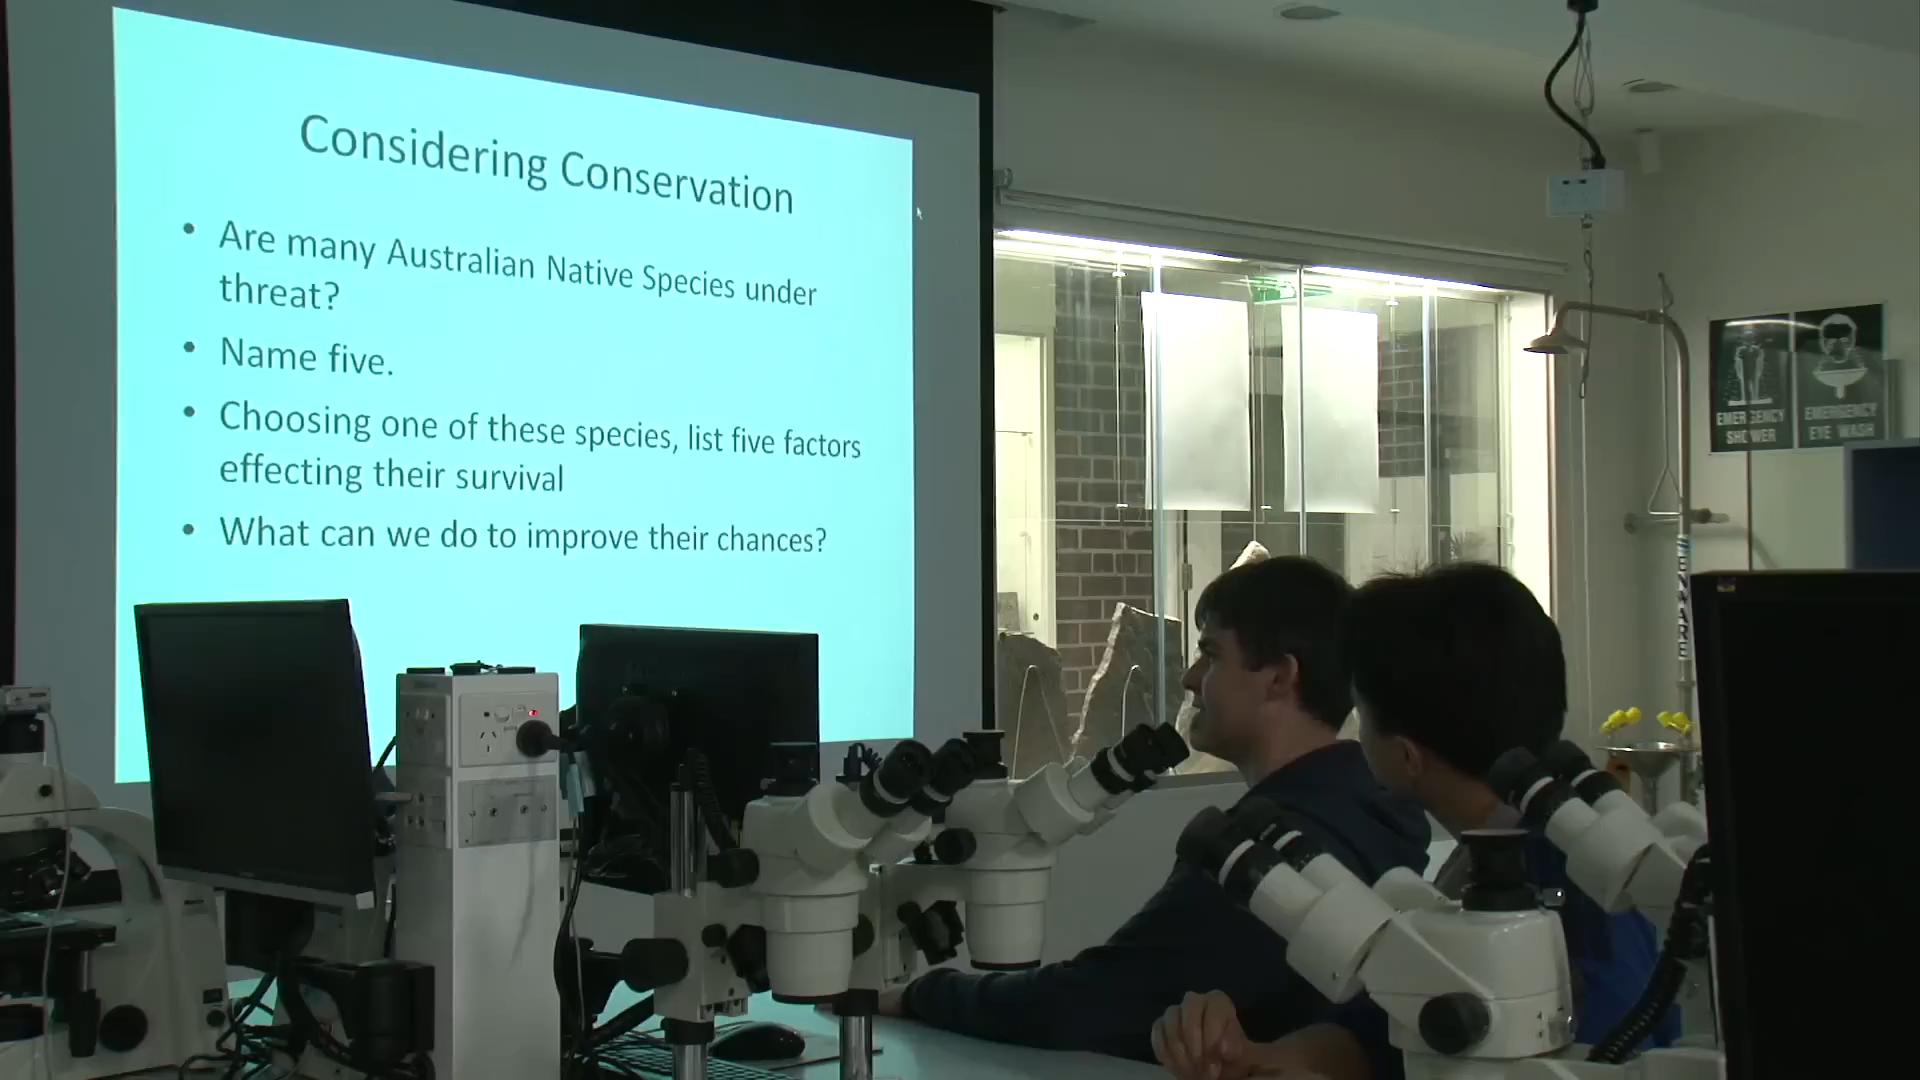 Considering Conservation
• Are many Australian Native Species under
threat?
• Name five.
• Choosing one of these species, list five factors
effecting their survival
• What can we do to improve their chances?
EMERGENCY
SHOWER
EMERGENCY
EYE WASH
ENWARE